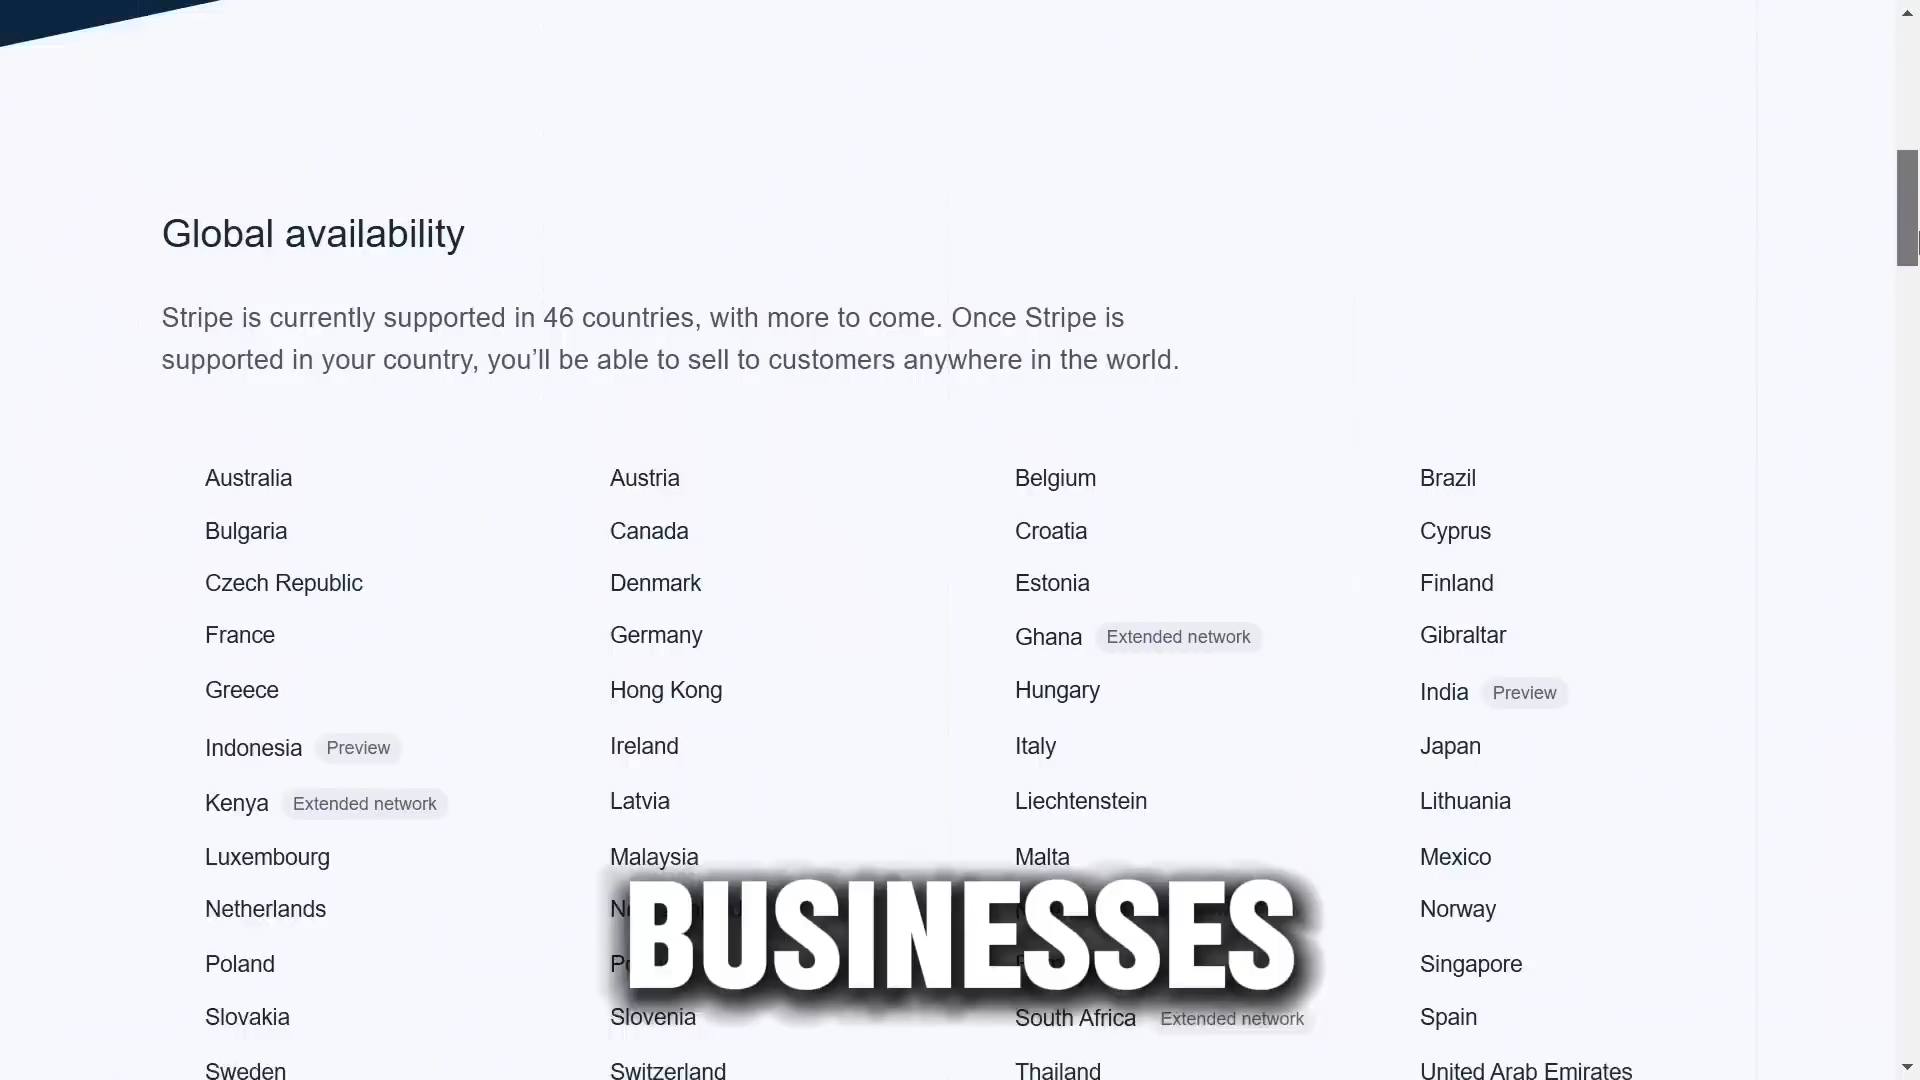 Global availability
Stripe is currently supported in 46 countries, with more to come. Once Stripe is
supported in your country, you’ll be able to sell to customers anywhere in the world.
Australia Austria Belgium Brazil
Bulgaria Canada Croatia Cyprus
Czech Republic Denmark Estonia Finland
France Germany Ghana Extended network Gibraltar
Greece Hong Kong Hungary India Preview
Indonesia Preview Ireland Italy Japan
Kenya Extended network Latvia Liechtenstein Lithuania
Luxembourg Malaysia Malta Mexico
Netherlands Norway
BUSINESSES
Poland Singapore
Slovakia Slovenia South Africa Extended network Spain
Sweden Switzerland Thailand United Arab Emirates